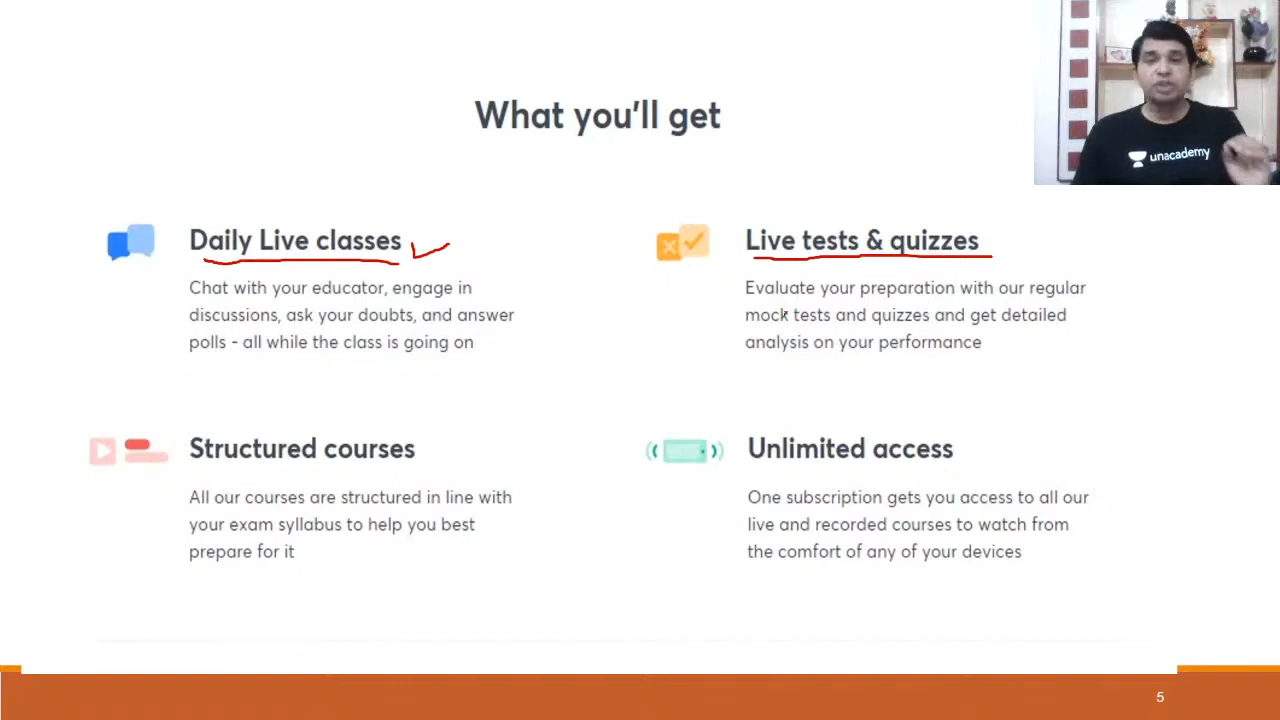 What you'll get
unacademy
Daily Live classes
Chat with your educator, engage in
discussions, ask your doubts, and answer
polls - all while the class is going on
Live tests & quizzes
Evaluate your preparation with our regular
mock tests and quizzes and get detailed
analysis on your performance
Structured courses
All our courses are structured in line with
your exam syllabus to help you best
prepare for it
Unlimited access
One subscription gets you access to all our
live and recorded courses to watch from
the comfort of any of your devices
5